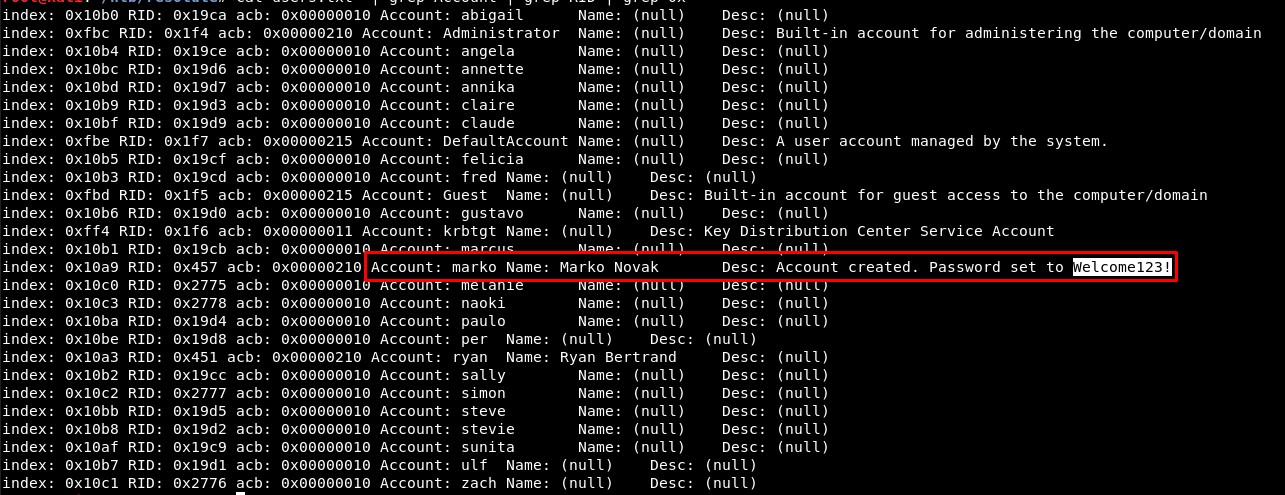 root@kali:~/htb/resolute# cat users.txt | grep Account | grep RID | grep 0x
index: 0x10b0 RID: 0x19ca acb: 0x00000010 Account: abigail Name: (null) Desc: (null)
index: 0xfbc RID: 0x1f4 acb: 0x00000210 Account: Administrator Name: (null) Desc: Built-in account for administering the computer/domain
index: 0x10b4 RID: 0x19ce acb: 0x00000010 Account: angela Name: (null) Desc: (null)
index: 0x10bc RID: 0x19d6 acb: 0x00000010 Account: annette Name: (null) Desc: (null)
index: 0x10bd RID: 0x19d7 acb: 0x00000010 Account: annika Name: (null) Desc: (null)
index: 0x10b9 RID: 0x19d3 acb: 0x00000010 Account: claire Name: (null) Desc: (null)
index: 0x10bf RID: 0x19d9 acb: 0x00000010 Account: claude Name: (null) Desc: (null)
index: 0xfbe RID: 0x1f7 acb: 0x00000215 Account: DefaultAccount Name: (null) Desc: A user account managed by the system.
index: 0x10b5 RID: 0x19cf acb: 0x00000010 Account: felicia Name: (null) Desc: (null)
index: 0x10b3 RID: 0x19cd acb: 0x00000010 Account: fred Name: (null) Desc: (null)
index: 0xfbd RID: 0x1f5 acb: 0x00000215 Account: Guest Name: (null) Desc: Built-in account for guest access to the computer/domain
index: 0x10b6 RID: 0x19d0 acb: 0x00000010 Account: gustavo Name: (null) Desc: (null)
index: 0xff4 RID: 0x1f6 acb: 0x00000011 Account: krbtgt Name: (null) Desc: Key Distribution Center Service Account
index: 0x10b1 RID: 0x19cb acb: 0x00000010 Account: marcus Name: (null) Desc: (null)
index: 0x10a9 RID: 0x457 acb: 0x00000210 Account: marko Name: Marko Novak Desc: Account created. Password set to Welcome123!
index: 0x10c0 RID: 0x2775 acb: 0x00000010 Account: melanie Name: (null) Desc: (null)
index: 0x10c3 RID: 0x2778 acb: 0x00000010 Account: naoki Name: (null) Desc: (null)
index: 0x10ba RID: 0x19d4 acb: 0x00000010 Account: paulo Name: (null) Desc: (null)
index: 0x10be RID: 0x19d8 acb: 0x00000010 Account: per Name: (null) Desc: (null)
index: 0x10a3 RID: 0x451 acb: 0x00000210 Account: ryan Name: Ryan Bertrand Desc: (null)
index: 0x10b2 RID: 0x19cc acb: 0x00000010 Account: sally Name: (null) Desc: (null)
index: 0x10c2 RID: 0x2777 acb: 0x00000010 Account: simon Name: (null) Desc: (null)
index: 0x10bb RID: 0x19d5 acb: 0x00000010 Account: steve Name: (null) Desc: (null)
index: 0x10b8 RID: 0x19d2 acb: 0x00000010 Account: stevie Name: (null) Desc: (null)
index: 0x10af RID: 0x19c9 acb: 0x00000010 Account: sunita Name: (null) Desc: (null)
index: 0x10b7 RID: 0x19d1 acb: 0x00000010 Account: ulf Name: (null) Desc: (null)
index: 0x10c1 RID: 0x2776 acb: 0x00000010 Account: zach Name: (null) Desc: (null)